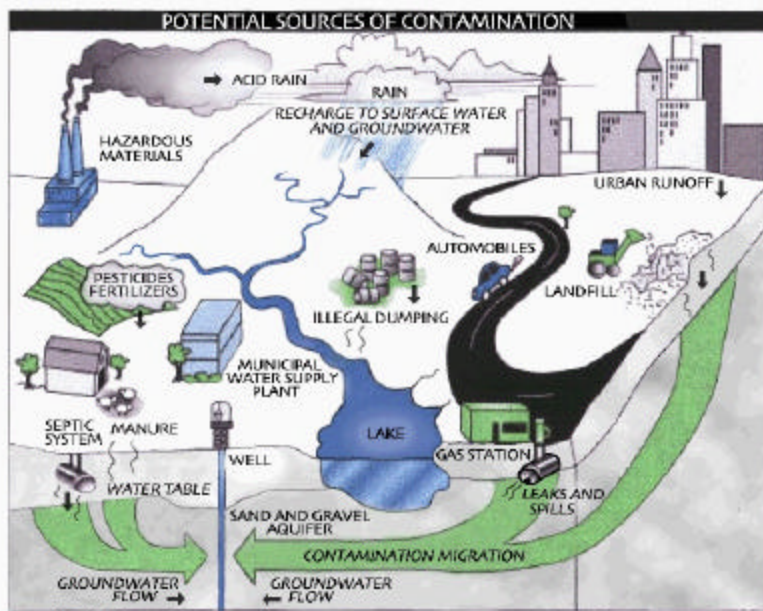 POTENTIAL SOURCES OF CONTAMINATION
ACID RAIN
RAIN
RECHARGE TO SURFACE WATER
AND GROUNDWATER
HAZARDOUS
MATERIALS
URBAN RUNOFF
AUTOMOBILES
PESTICIDES
FERTILIZERS
LANDFILL
ILLEGAL DUMPING
MUNICIPAL
WATER SUPPLY
PLANT
SEPTIC
SYSTEM
MANURE
LAKE
WELL
GAS STATION
WATER TABLE
LEAKS AND
SPILLS
SAND AND GRAVEL
AQUIFER
CONTAMINATION MIGRATION
GROUNDWATER
FLOW
GROUNDWATER
FLOW